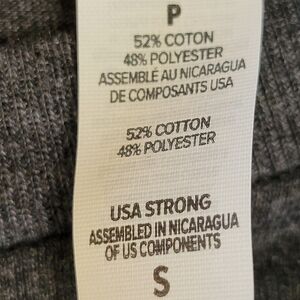 P
52% COTON
48% POLYESTER
ASSEMBLÉ AU NICARAGUA
DE COMPOSANTS USA
52% COTTON
48% POLYESTER
USA STRONG
ASSEMBLED IN NICARAGUA
OF US COMPONENTS
S